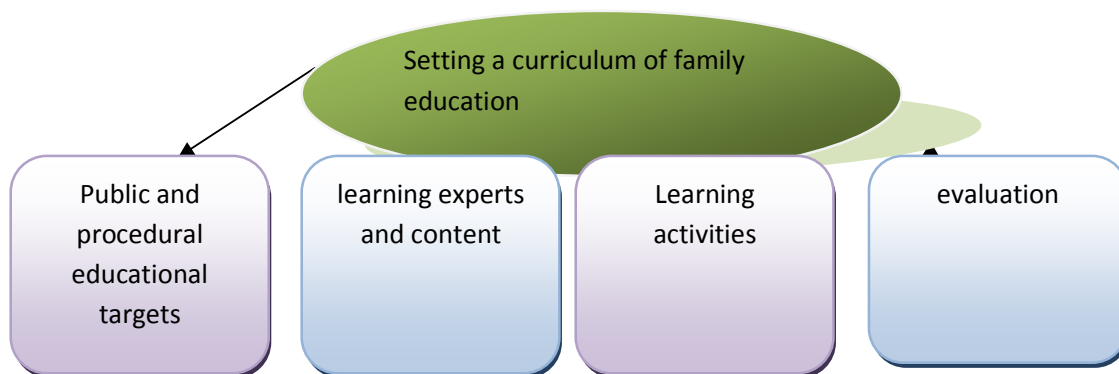 Setting a curriculum of family
education
Public and
procedural
educational
targets
learning experts
and content
Learning
activities
evaluation